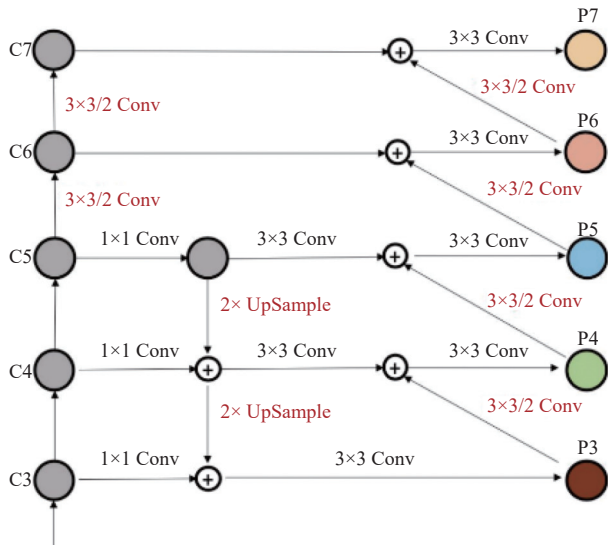 P7
C7
3×3 Conv
3×3/2 Conv
3×3/2 Conv
P6
C6
3×3 Conv
3×3/2 Conv
3×3/2 Conv
P5
C5
1×1 Conv
3×3 Conv
3×3 Conv
2× UpSample
3×3/2 Conv
P4
C4
1×1 Conv
3×3 Conv
3×3 Conv
2× UpSample
3×3/2 Conv
P3
C3
1×1 Conv
3×3 Conv